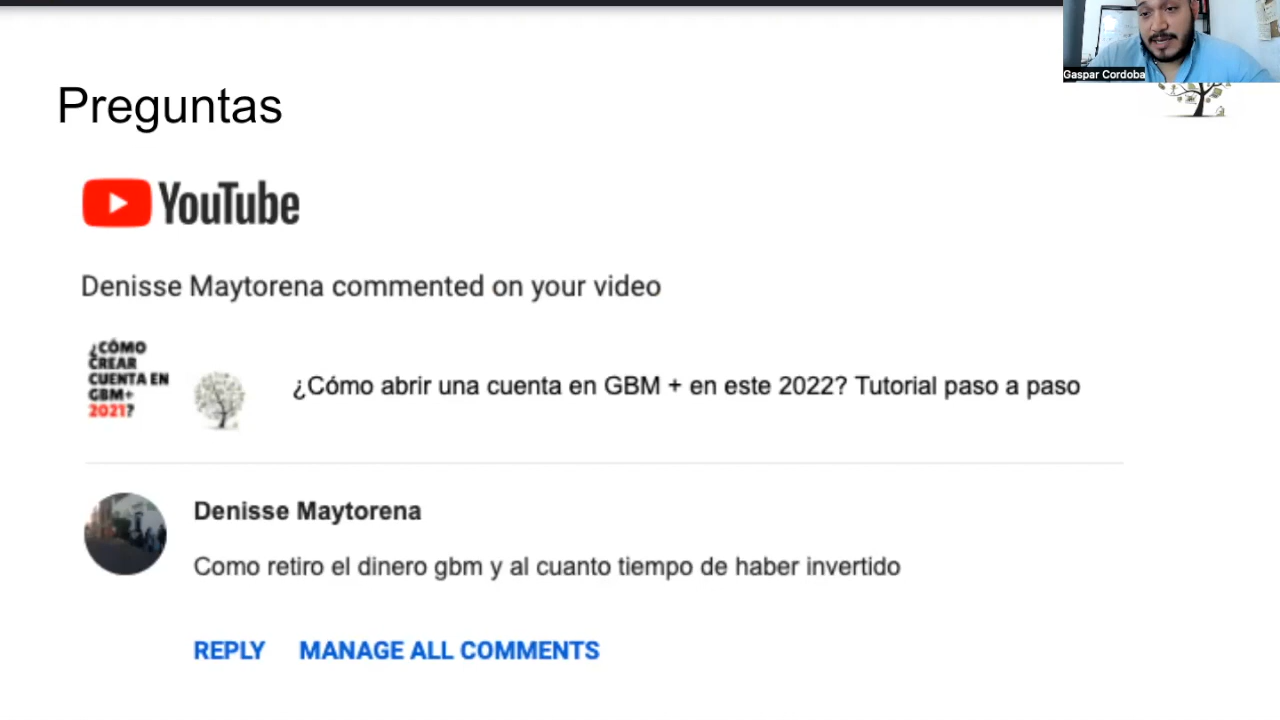 Gaspar Cordoba
Preguntas
YouTube
Denisse Maytorena commented on your video
¿CÓMO
CREAR
CUENTA EN
GBM+
2021?
¿Cómo abrir una cuenta en GBM + en este 2022? Tutorial paso a paso
Denisse Maytorena
Como retiro el dinero gbm y al cuanto tiempo de haber invertido
REPLY MANAGE ALL COMMENTS